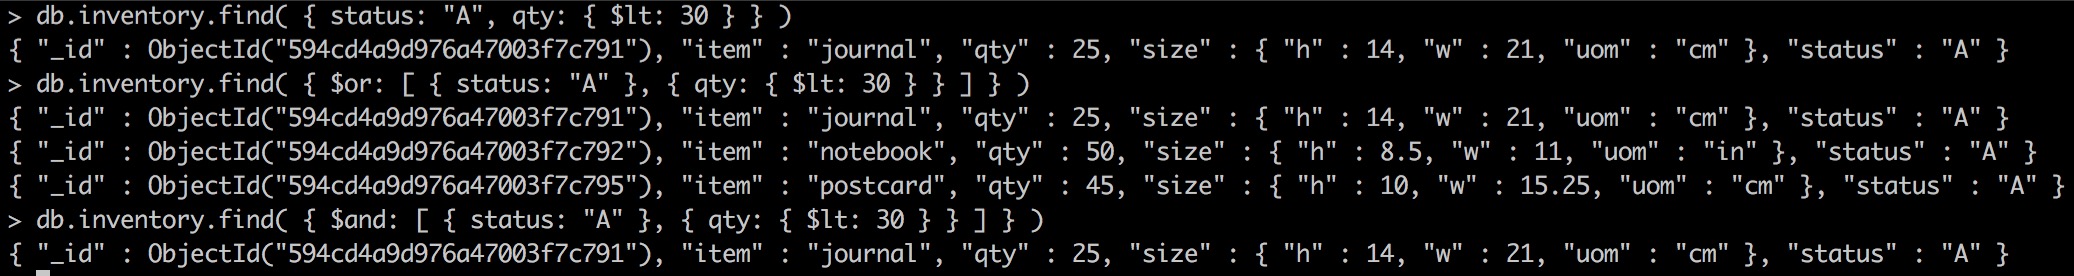 > db.inventory.find( { status: "A", qty: { $lt: 30 } } )
{ "_id" : ObjectId("594cd4a9d976a47003f7c791"), "item" : "journal", "qty" : 25, "size" : { "h" : 14, "w" : 21, "uom" : "cm" }, "status" : "A" }
> db.inventory.find( { $or: [ { status: "A" }, { qty: { $lt: 30 } } ] } )
{ "_id" : ObjectId("594cd4a9d976a47003f7c791"), "item" : "journal", "qty" : 25, "size" : { "h" : 14, "w" : 21, "uom" : "cm" }, "status" : "A" }
{ "_id" : ObjectId("594cd4a9d976a47003f7c792"), "item" : "notebook", "qty" : 50, "size" : { "h" : 8.5, "w" : 11, "uom" : "in" }, "status" : "A" }
{ "_id" : ObjectId("594cd4a9d976a47003f7c795"), "item" : "postcard", "qty" : 45, "size" : { "h" : 10, "w" : 15.25, "uom" : "cm" }, "status" : "A" }
> db.inventory.find( { $and: [ { status: "A" }, { qty: { $lt: 30 } } ] } )
{ "_id" : ObjectId("594cd4a9d976a47003f7c791"), "item" : "journal", "qty" : 25, "size" : { "h" : 14, "w" : 21, "uom" : "cm" }, "status" : "A" }